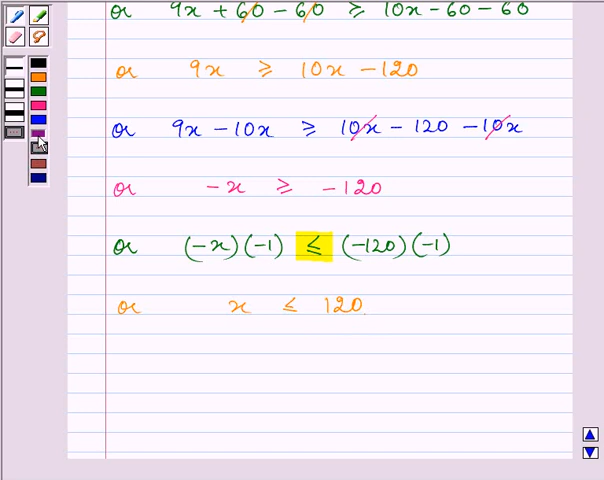 or 9x + 60 - 60 ≥ 10x - 60 - 60
or 9x ≥ 10x - 120
or 9x - 10x ≥ 10x - 120 - 10x
or -x ≥ -120
or (-x)(-1) ≤ (-120)(-1)
or x ≤ 120.